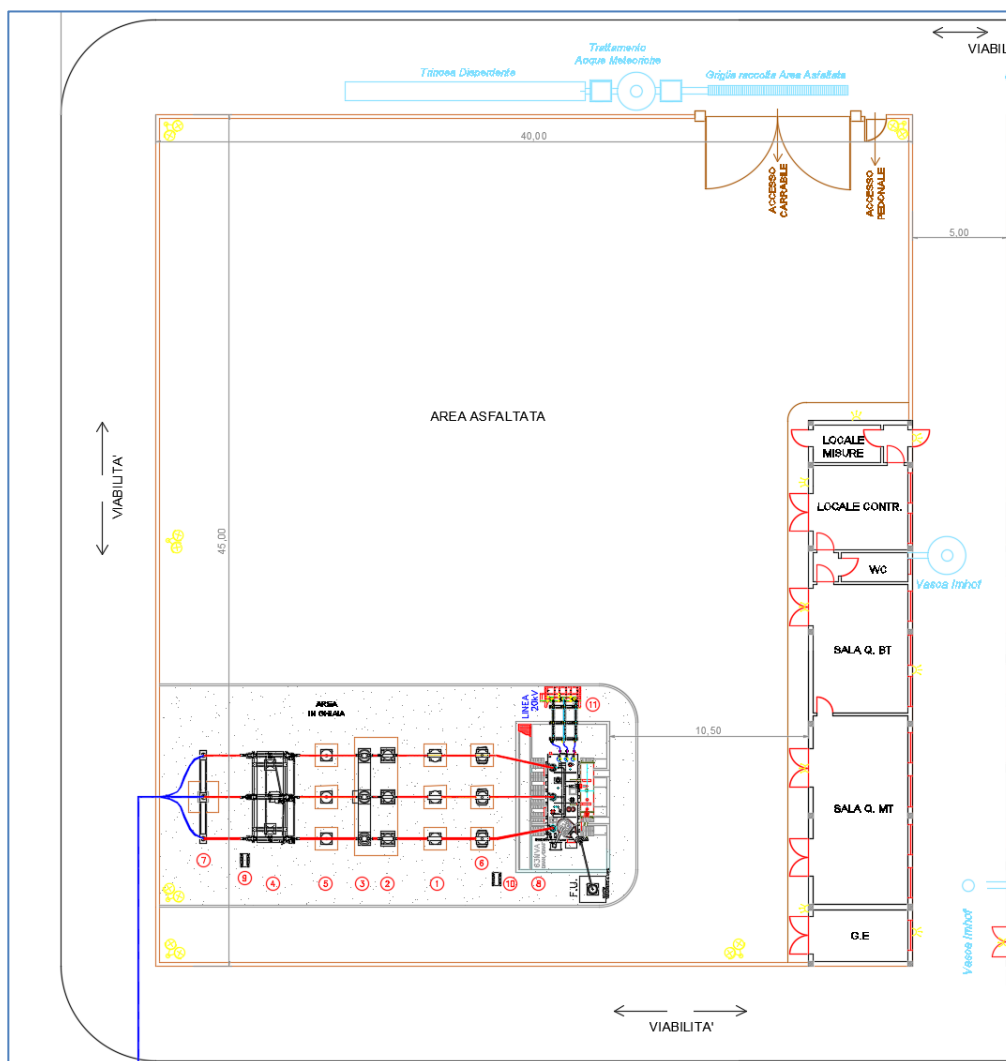 VIABIL
Trattamento
Acque Meteoriche
Trincea Disperdente
Griglia raccolta Area Asfaltata
40,00
ACCESSO
CARRABILE
ACCESSO
PEDONALE
5,00
AREA ASFALTATA
VIABILITA'
45,00
LOCALE
MISURE
LOCALE CONTR.
WC
Vasca Imhof
SALA Q. BT
AREA
IN GHIAIA
LINEA
20kV
11
10,50
SALA Q. MT
7
9
4
5
3
2
1
6
10
8
63MVA
F.U.
G.E
Vasca Imhof
VIABILITA'